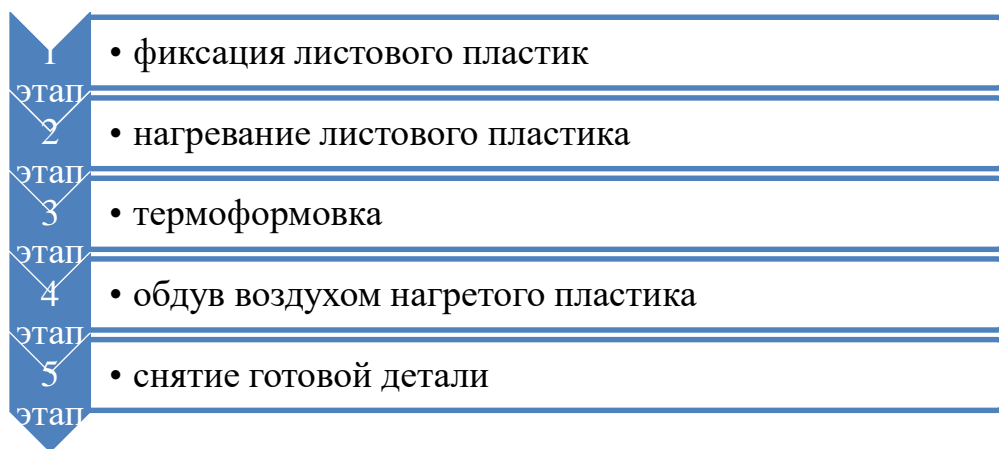 1
этап
• фиксация листового пластик
2
этап
• нагревание листового пластика
3
этап
• термоформовка
4
этап
• обдув воздухом нагретого пластика
5
этап
• снятие готовой детали